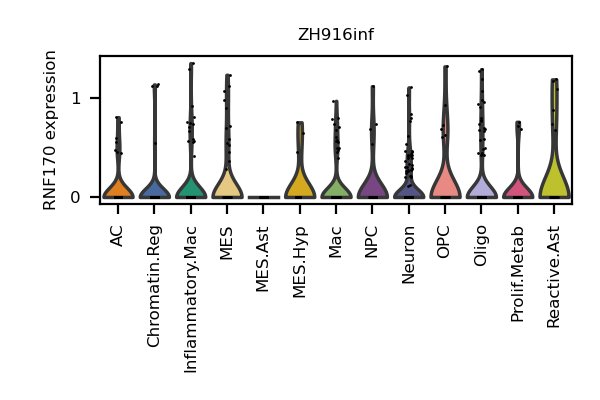 ZH916inf
RNF170 expression
1
0
AC
Chromatin.Reg
Inflammatory.Mac
MES
MES.Ast
MES.Hyp
Mac
NPC
Neuron
OPC
Oligo
Prolif.Metab
Reactive.Ast